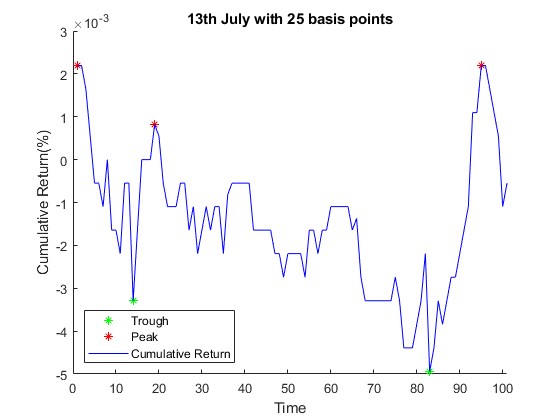 13th July with 25 basis points
×10⁻³
3
2
1
0
-1
-2
-3
-4
-5
Cumulative Return(%)
Trough
Peak
Cumulative Return
0 10 20 30 40 50 60 70 80 90 100
Time